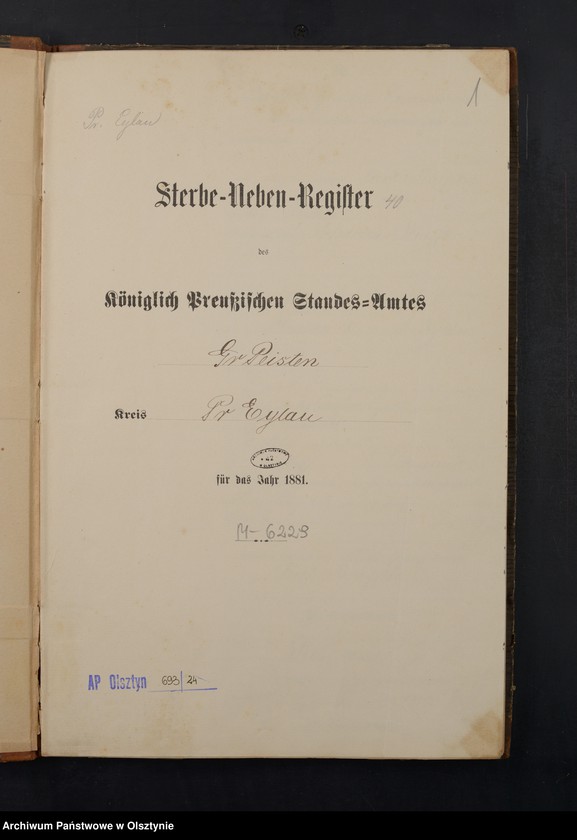 1
Pr. Eylau
Sterbe-Neben-Register 40
des
Königlich Preußischen Standes=Amtes
Gr Peisten
Kreis Pr Eylau
für das Jahr 1881.
M-6229
AP Olsztyn 693/24
Archiwum Państwowe w Olsztynie